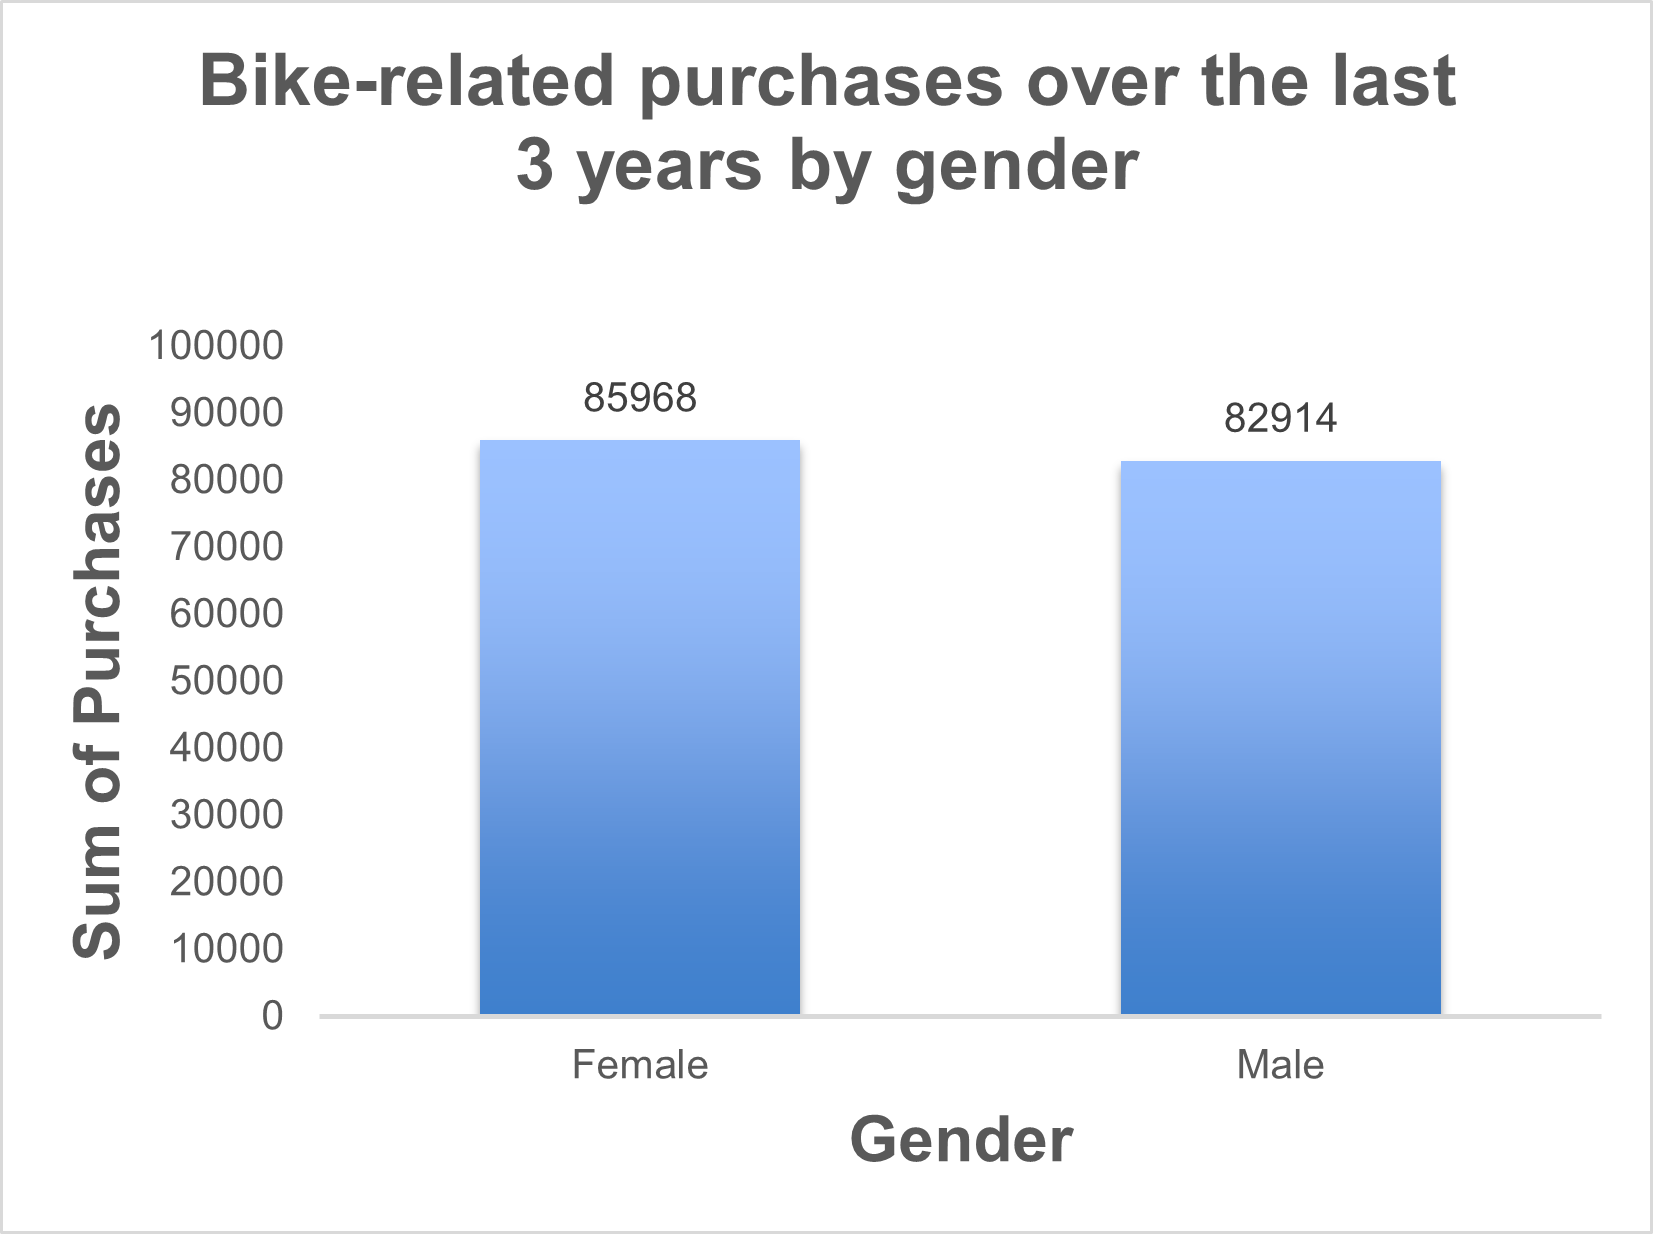 Bike-related purchases over the last
3 years by gender
Sum of Purchases
100000
90000
80000
70000
60000
50000
40000
30000
20000
10000
0
85968
82914
Female
Male
Gender